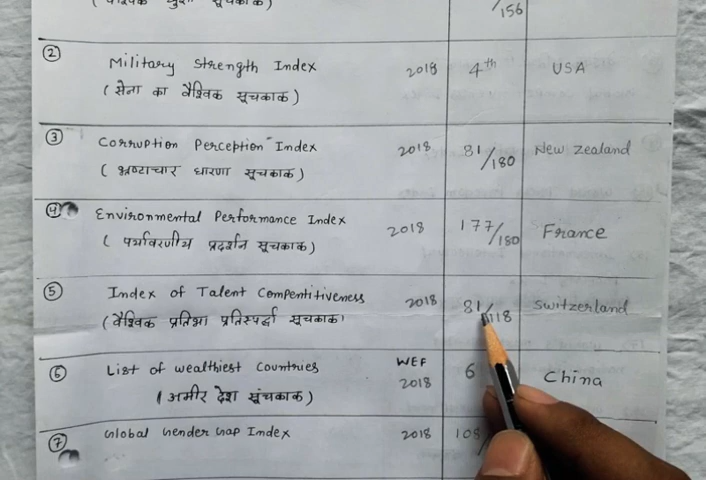 (वैश्विक खुशी सूचकांक)
/156
② Military Strength Index 2018 4th USA
(सेना का वैश्विक सूचकाक)
③ Corruption Perception Index 2018 81/180 New Zealand
(भ्रष्टाचार धारणा सूचकाक)
④ Environmental Performance Index 2018 177/180 France
(पर्यावरणीय प्रदर्शन सूचकाक)
⑤ Index of Talent Compentitiveness 2018 81/118 Switzerland
(वैश्विक प्रतिभा प्रतिस्पर्द्धा सूचकाक)
⑥ List of wealthiest Countries WEF 2018 6 China
(अमीर देश सूंचकाक)
⑦ Global Gender Gap Index 2018 108/